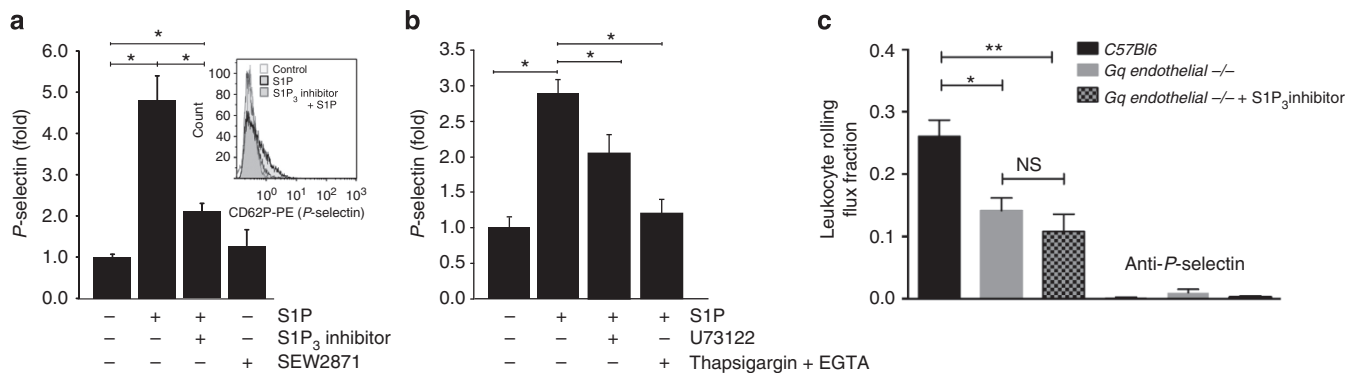 a
P-selectin (fold)
6.0
5.0
4.0
3.0
2.0
1.0
0.0
*
* *
Count
100
80
60
40
20
Control
S1P
S1P₃ inhibitor
+ S1P
10⁰ 10¹ 10² 10³
CD62P-PE (P-selectin)
– + + – S1P
– – + – S1P₃ inhibitor
– – – + SEW2871
b
P-selectin (fold)
3.5
3.0
2.5
2.0
1.5
1.0
0.5
0.0
*
* *
– + + + S1P
– – + – U73122
– – – + Thapsigargin + EGTA
c
Leukocyte rolling
flux fraction
0.4
0.3
0.2
0.1
0.0
**
*
NS
C57Bl6
Gq endothelial –/–
Gq endothelial –/– + S1P₃inhibitor
Anti-P-selectin